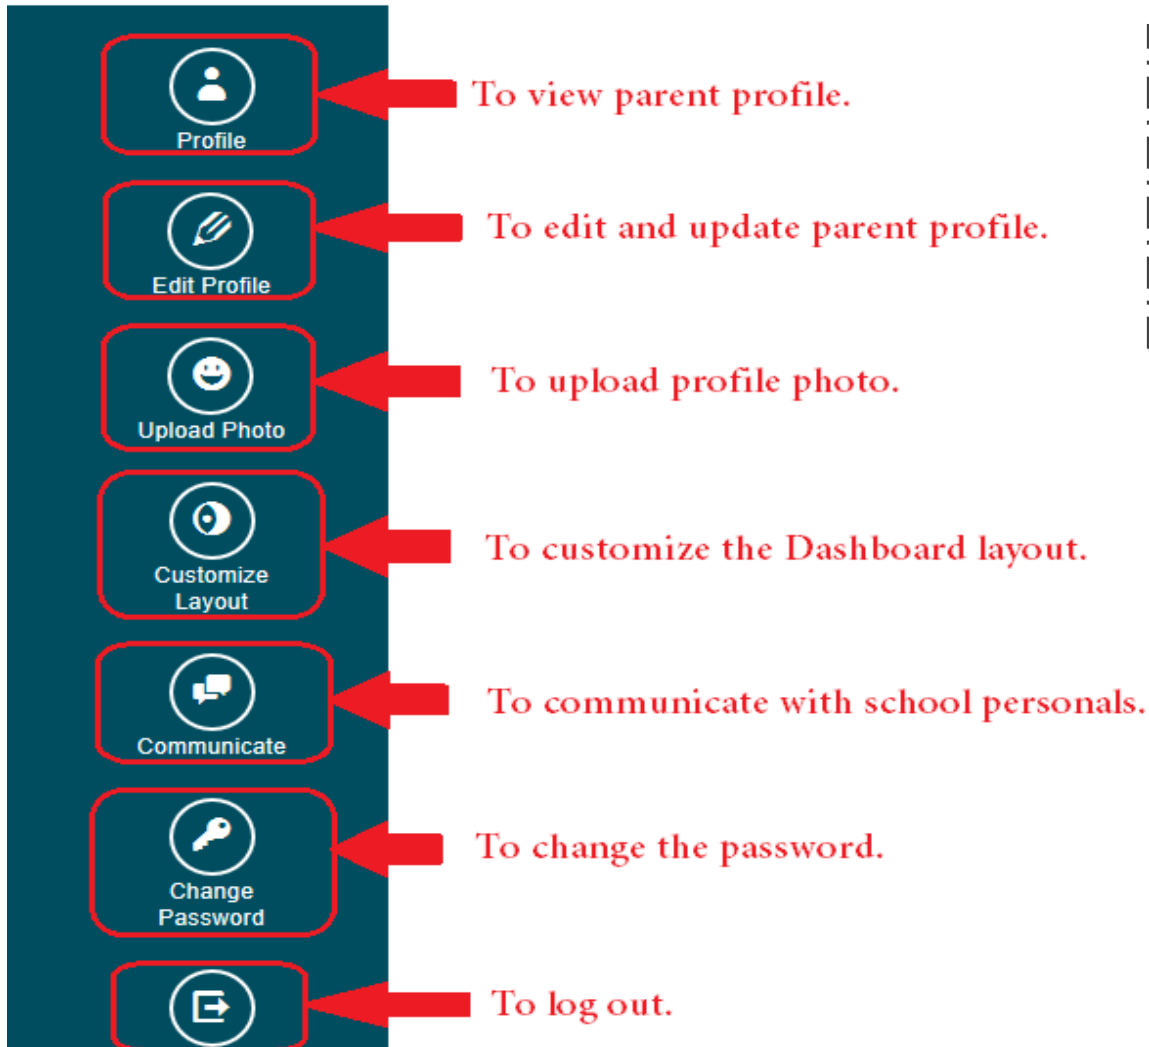 Profile
To view parent profile.
Edit Profile
To edit and update parent profile.
Upload Photo
To upload profile photo.
Customize
Layout
To customize the Dashboard layout.
Communicate
To communicate with school personals.
Change
Password
To change the password.
To log out.